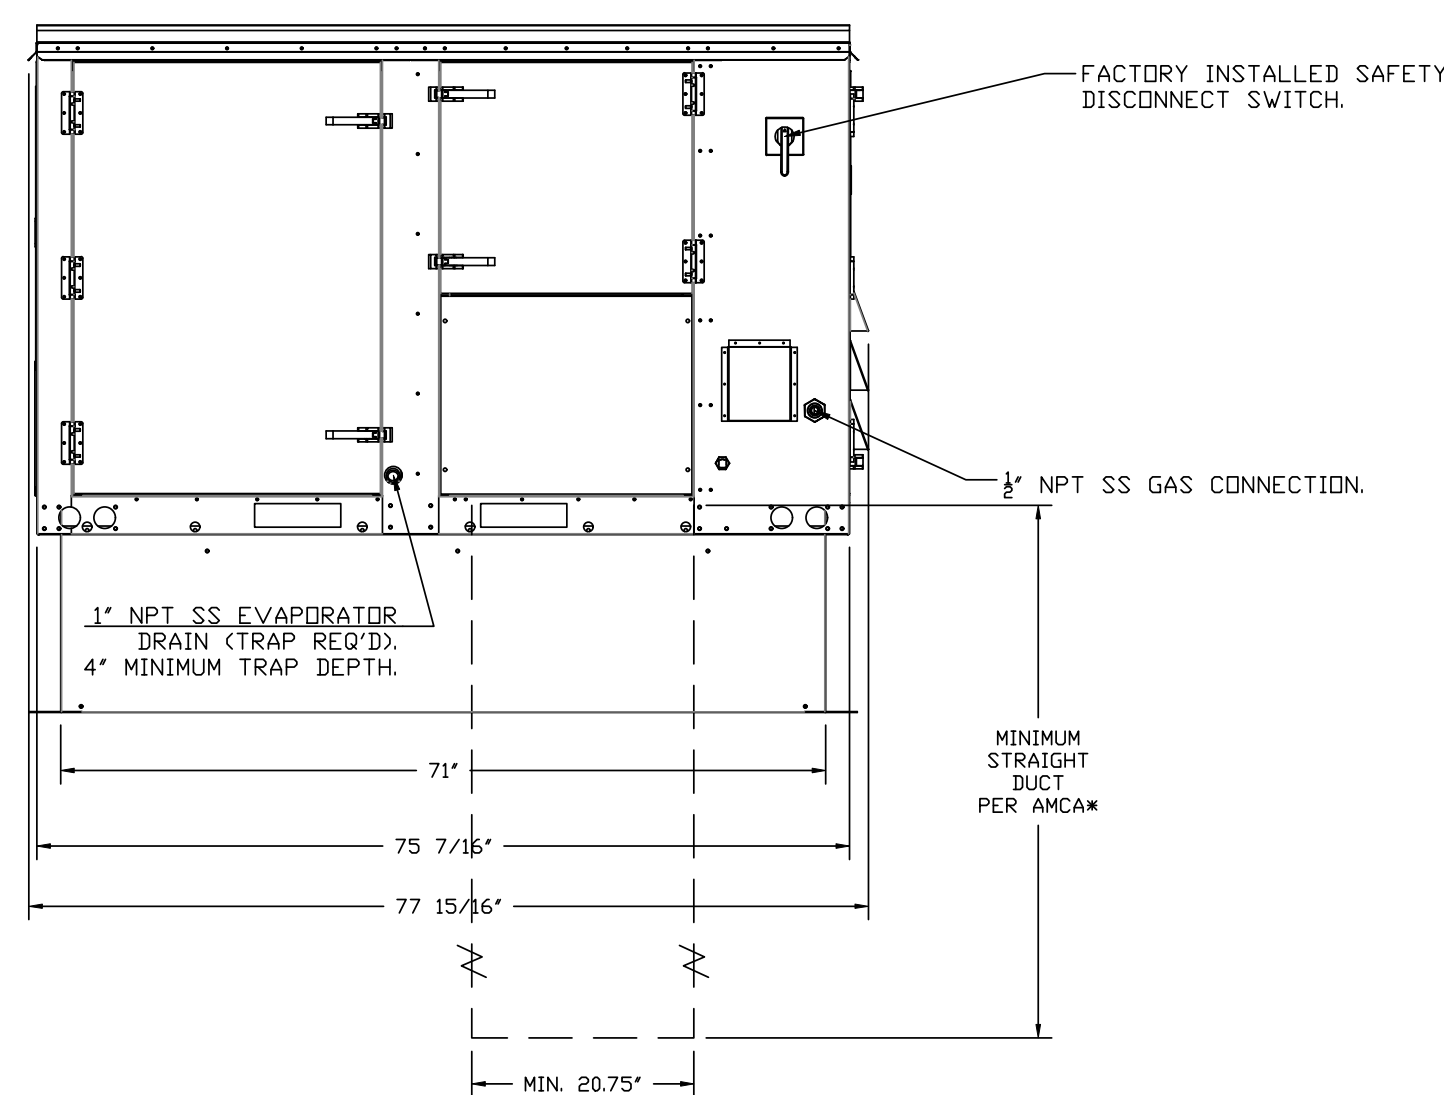 FACTORY INSTALLED SAFETY
DISCONNECT SWITCH.
1/2" NPT SS GAS CONNECTION.
1" NPT SS EVAPORATOR
DRAIN (TRAP REQ'D).
4" MINIMUM TRAP DEPTH.
MINIMUM
STRAIGHT
DUCT
PER AMCA*
71"
75 7/16"
77 15/16"
MIN. 20.75"